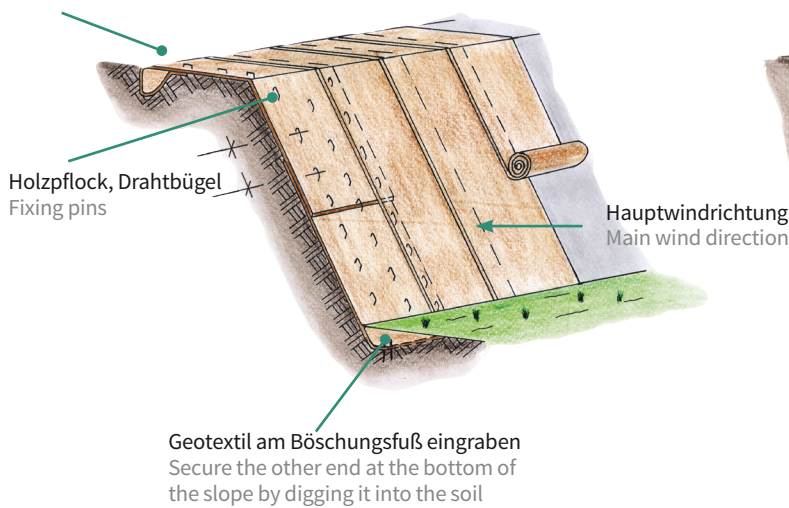 Holzpflock, Drahtbügel
Fixing pins
Hauptwindrichtung
Main wind direction
Geotextil am Böschungsfuß eingraben
Secure the other end at the bottom of
the slope by digging it into the soil